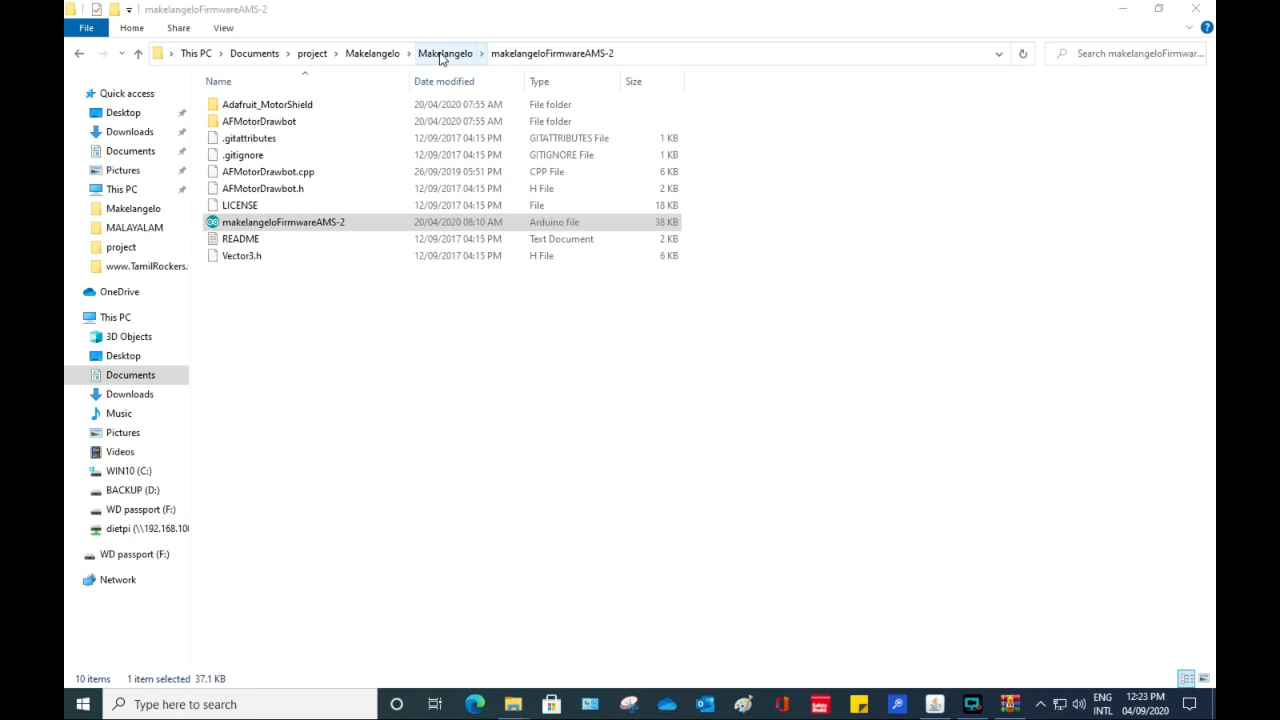 makelangeloFirmwareAMS-2
File Home Share View
This PC Documents project Makelangelo Makelangelo makelangeloFirmwareAMS-2 Search makelangeloFirmwar...
Name Date modified Type Size
Quick access
Desktop
Downloads
Documents
Pictures
This PC
Makelangelo
MALAYALAM
project
www.TamilRockers.
OneDrive
This PC
3D Objects
Desktop
Documents
Downloads
Music
Pictures
Videos
WIN10 (C:)
BACKUP (D:)
WD passport (F:)
dietpi (\\192.168.100
WD passport (F:)
Network
Adafruit_MotorShield 20/04/2020 07:55 AM File folder
AFMotorDrawbot 20/04/2020 07:55 AM File folder
.gitattributes 12/09/2017 04:15 PM GITATTRIBUTES File 1 KB
.gitignore 12/09/2017 04:15 PM GITIGNORE File 1 KB
AFMotorDrawbot.cpp 26/09/2019 05:51 PM CPP File 6 KB
AFMotorDrawbot.h 12/09/2017 04:15 PM H File 2 KB
LICENSE 12/09/2017 04:15 PM File 18 KB
makelangeloFirmwareAMS-2 20/04/2020 08:10 AM Arduino file 38 KB
README 12/09/2017 04:15 PM Text Document 2 KB
Vector3.h 12/09/2017 04:15 PM H File 6 KB
10 items 1 item selected 37.1 KB
Type here to search
ENG 12:23 PM
INTL 04/09/2020